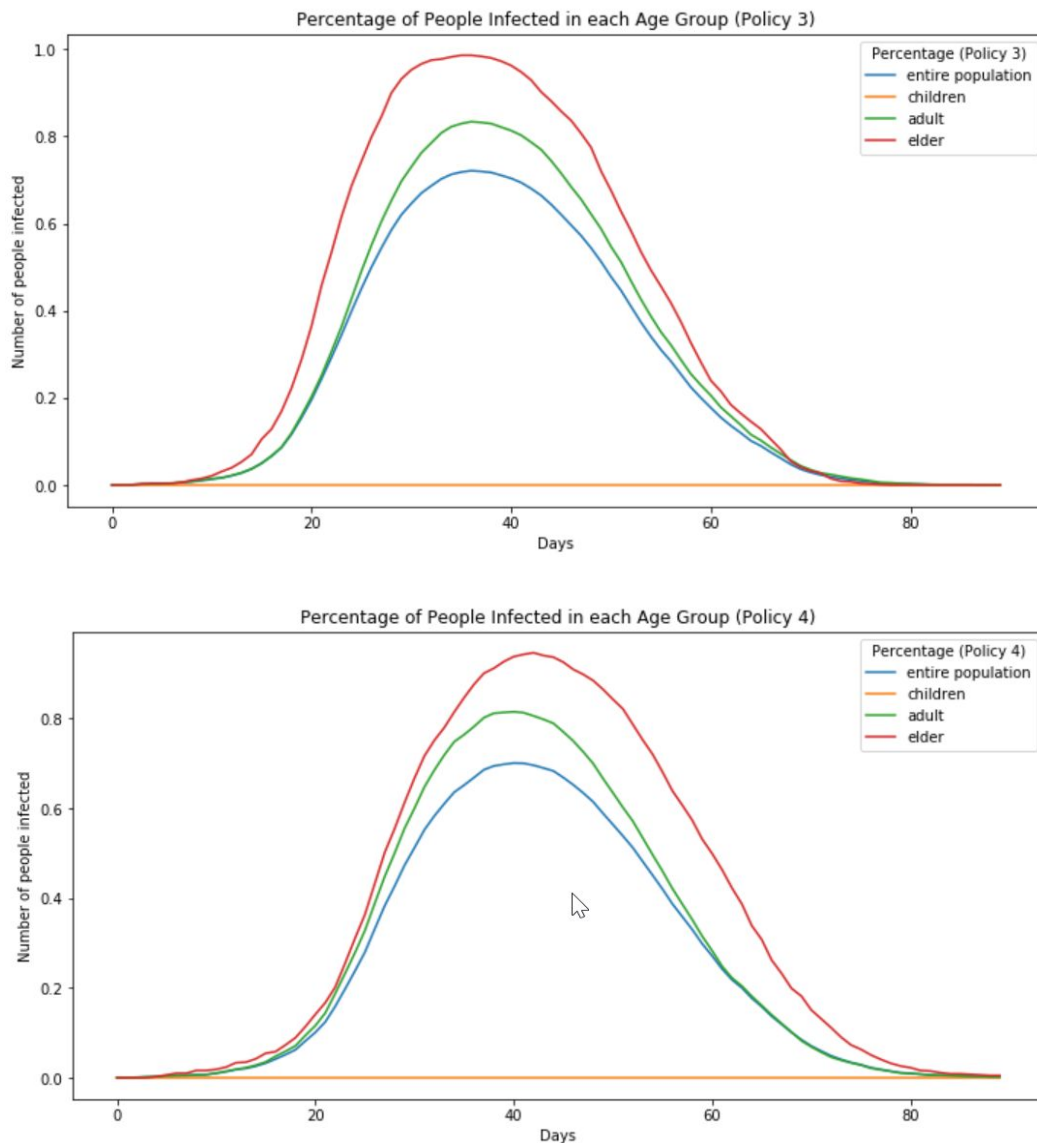 Percentage of People Infected in each Age Group (Policy 3)
Percentage (Policy 3)
entire population
children
adult
elder
Number of people infected
1.0
0.8
0.6
0.4
0.2
0.0
0 20 40 60 80
Days
Percentage of People Infected in each Age Group (Policy 4)
Percentage (Policy 4)
entire population
children
adult
elder
Number of people infected
0.8
0.6
0.4
0.2
0.0
0 20 40 60 80
Days